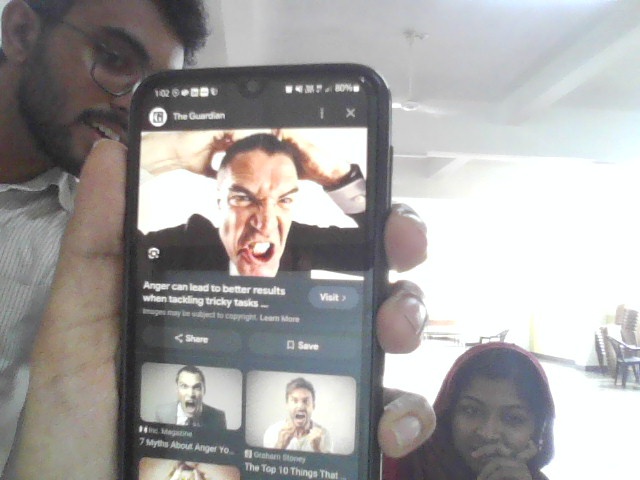 1:02 80%
The Guardian
Anger can lead to better results
when tackling tricky tasks ...
Visit >
Images may be subject to copyright. Learn More
Share Save
Inc. Magazine
7 Myths About Anger Yo...
Graham Stoney
The Top 10 Things That...